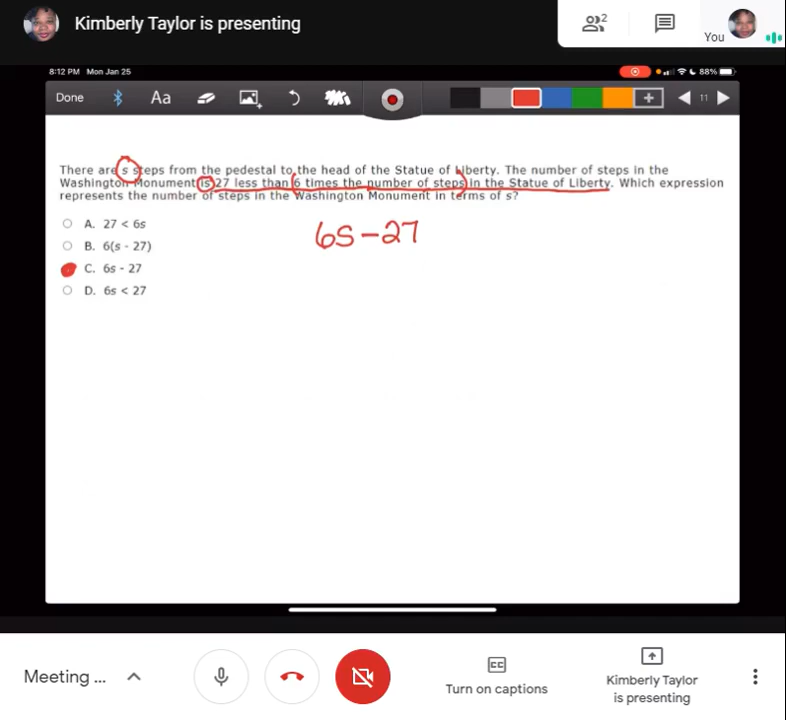 Kimberly Taylor is presenting
2
You
8:12 PM Mon Jan 25
88%
Done
Aa
11
There are s steps from the pedestal to the head of the Statue of Liberty. The number of steps in the
Washington Monument is 27 less than 6 times the number of steps in the Statue of Liberty. Which expression
represents the number of steps in the Washington Monument in terms of s?
A. 27 < 6s
B. 6(s - 27)
C. 6s - 27
D. 6s < 27
6s - 27
Meeting ...
CC
Turn on captions
Kimberly Taylor
is presenting